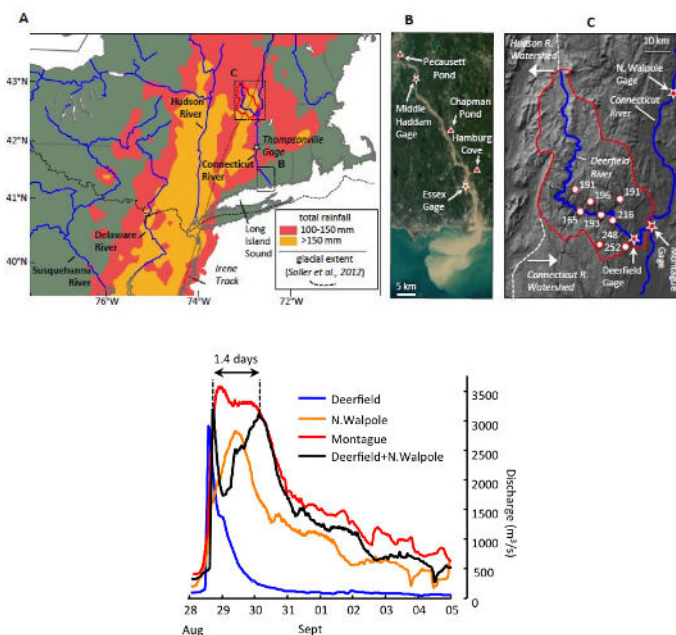 A
B
C
43°N
42°N
41°N
40°N
76°W
74°W
72°W
C
Hudson
River
Thompsonville
Gage
Connecticut
River
B
Delaware
River
Susquehanna
River
Long
Island
Sound
Irene
Track
total rainfall
100-150 mm
>150 mm
glacial extent
(Soller et al., 2012)
Pecausett
Pond
Middle
Haddam
Gage
Chapman
Pond
Hamburg
Cove
Essex
Gage
5 km
Hudson R.
Watershed
10 km
N. Walpole
Gage
Connecticut
River
Deerfield
River
191
196
191
165
193
216
248
252
Connecticut R.
Watershed
Deerfield
Gage
Montague
Gage
1.4 days
Deerfield
N.Walpole
Montague
Deerfield+N.Walpole
3500
3000
2500
2000
1500
1000
500
0
Discharge (m³/s)
28 29 30 31 01 02 03 04 05
Aug Sept